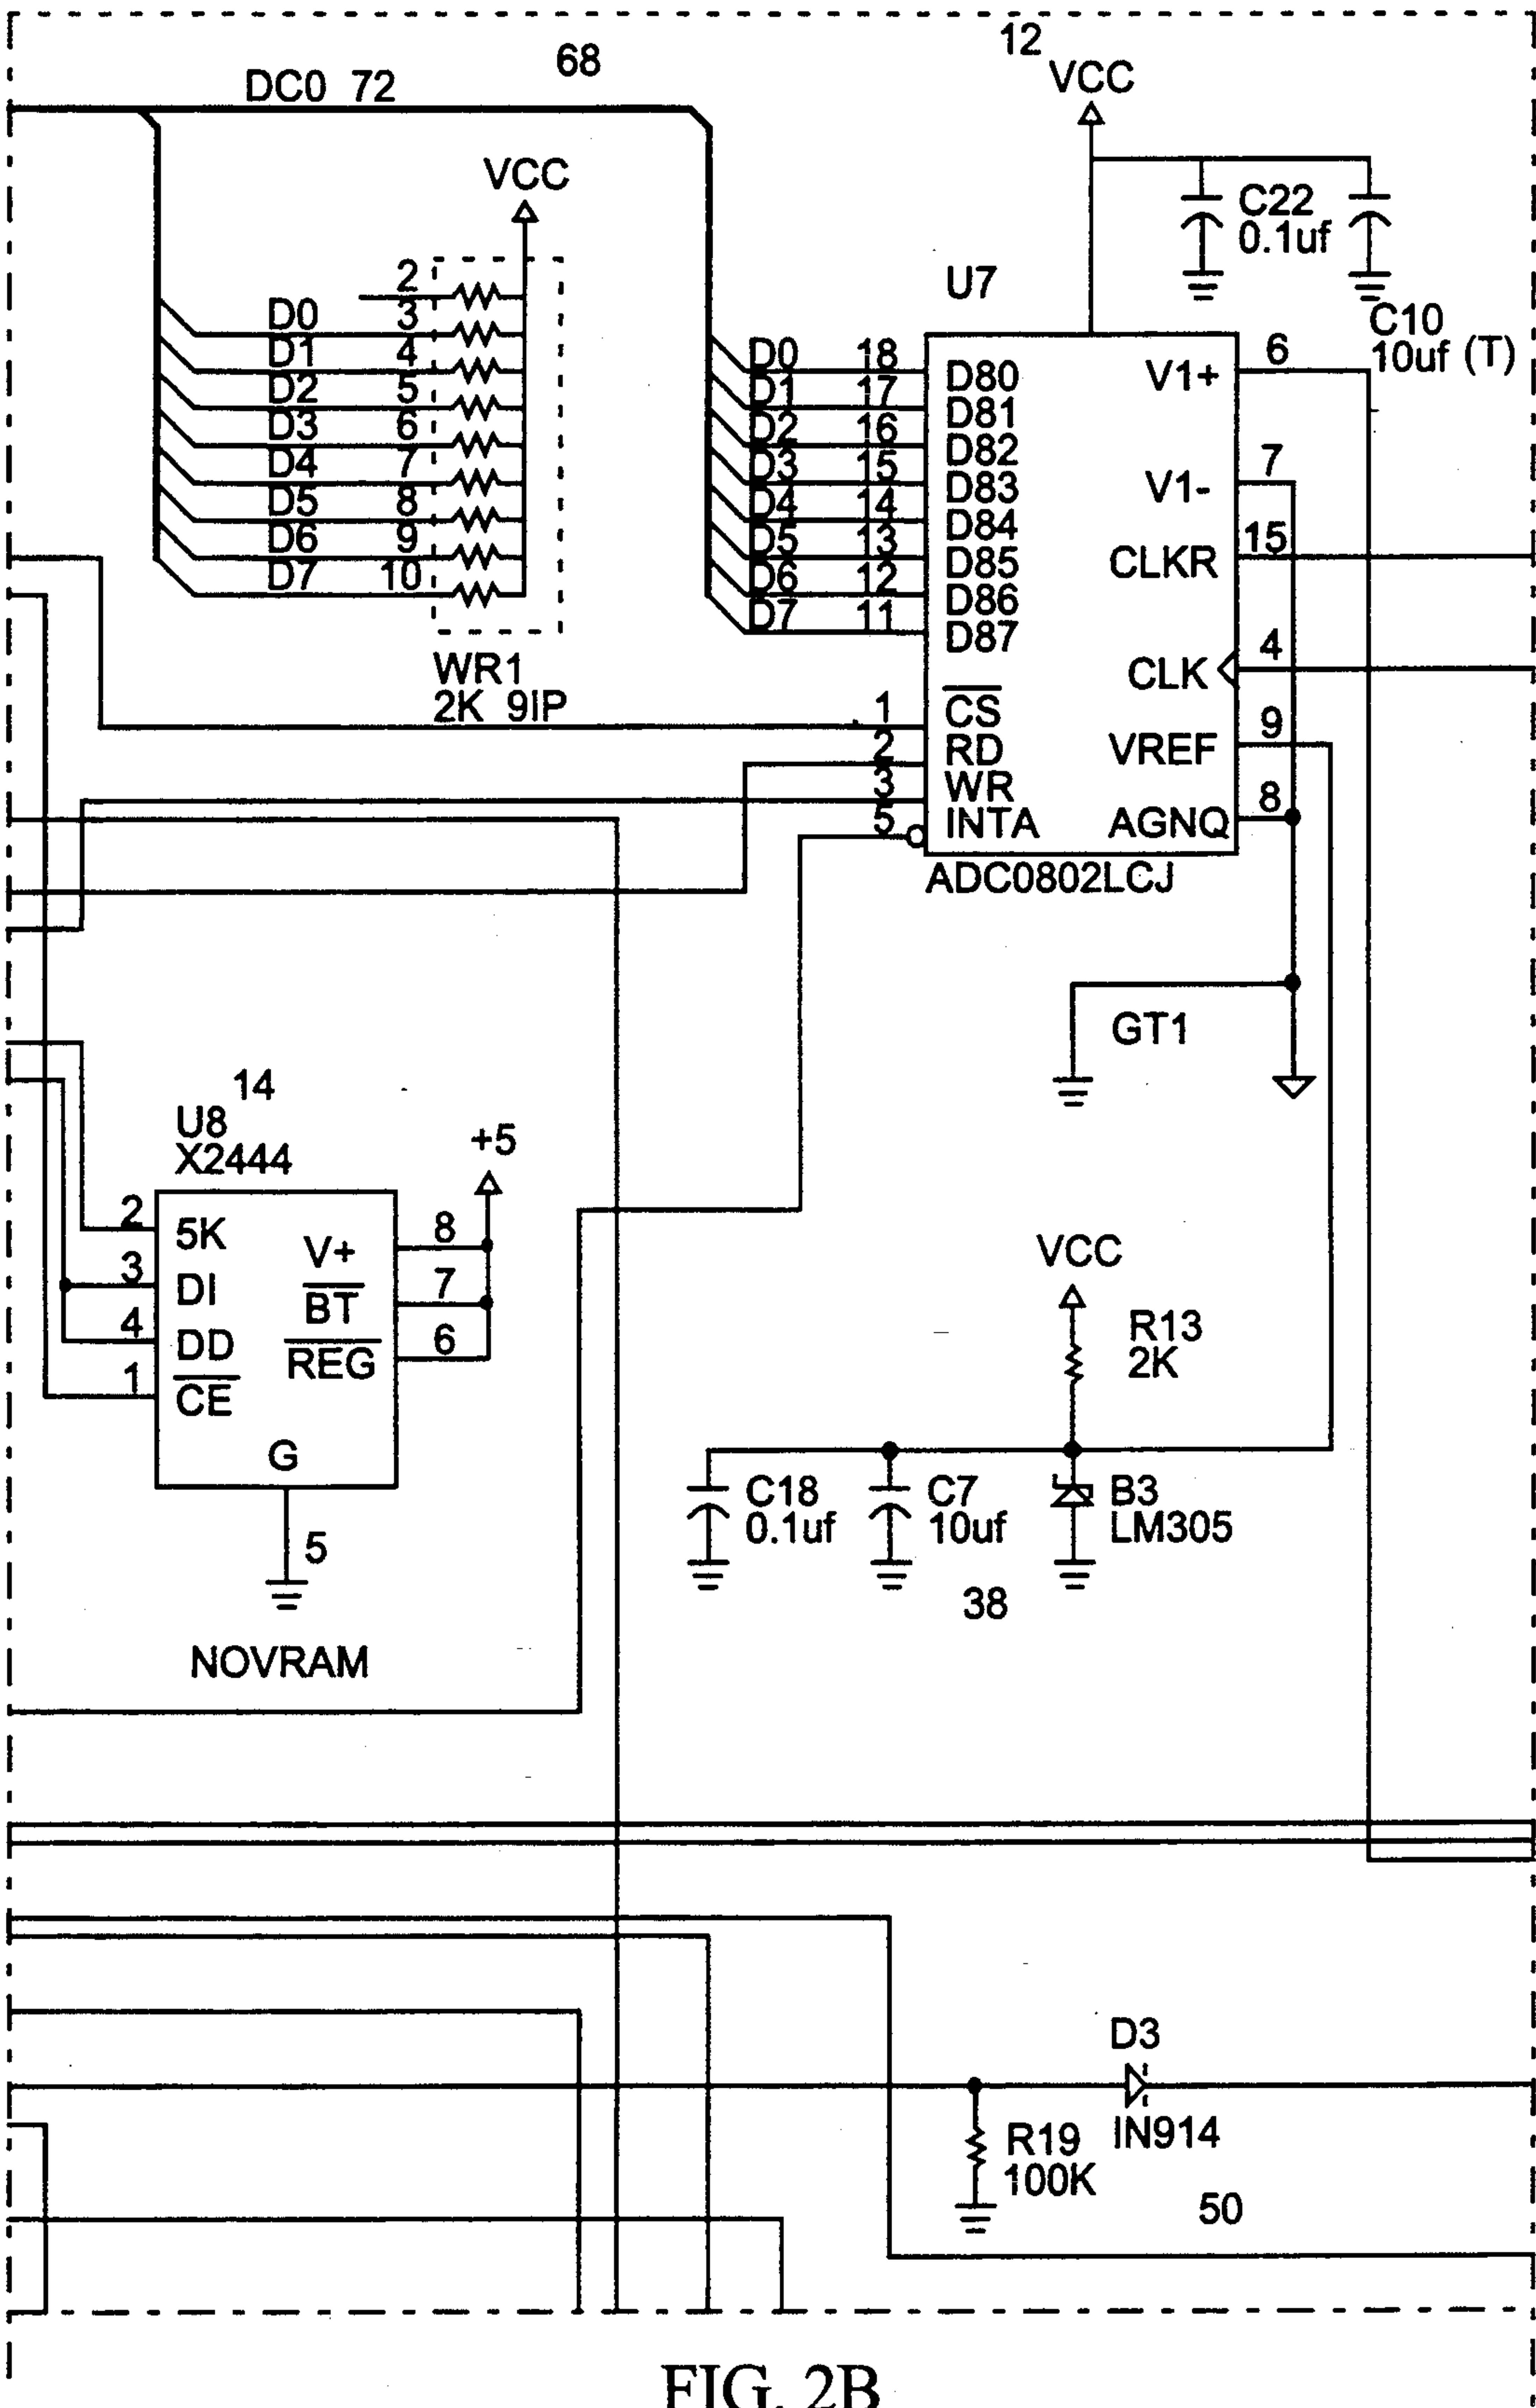 12
68
DC0 72
VCC
VCC
C22
0.1uf
C10
10uf (T)
2
D0 3
D1 4
D2 5
D3 6
D4 7
D5 8
D6 9
D7 10
WR1
2K 9IP
U7
D0 18 D80
D1 17 D81
D2 16 D82
D3 15 D83
D4 14 D84
D5 13 D85
D6 12 D86
D7 11 D87
1 CS
2 RD
3 WR
5 INTA
V1+ 6
V1- 7
CLKR 15
CLK 4
VREF 9
AGNQ 8
ADC0802LCJ
GT1
14
U8
X2444
+5
2 5K
3 DI
4 DD
1 CE
V+ 8
BT 7
REG 6
G
5
NOVRAM
VCC
R13
2K
C18
0.1uf
C7
10uf
B3
LM305
38
D3
IN914
R19
100K
50
FIG. 2B